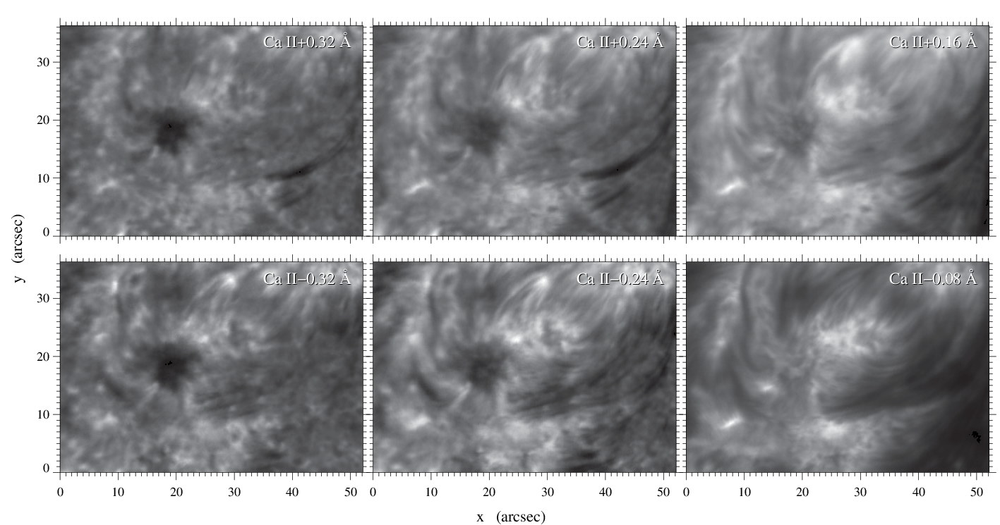 Ca II+0.32 Å Ca II+0.24 Å Ca II+0.16 Å
30
20
10
0
Ca II−0.32 Å Ca II−0.24 Å Ca II−0.08 Å
30
20
10
0
y (arcsec)
0 10 20 30 40 50 0 10 20 30 40 50 0 10 20 30 40 50
x (arcsec)